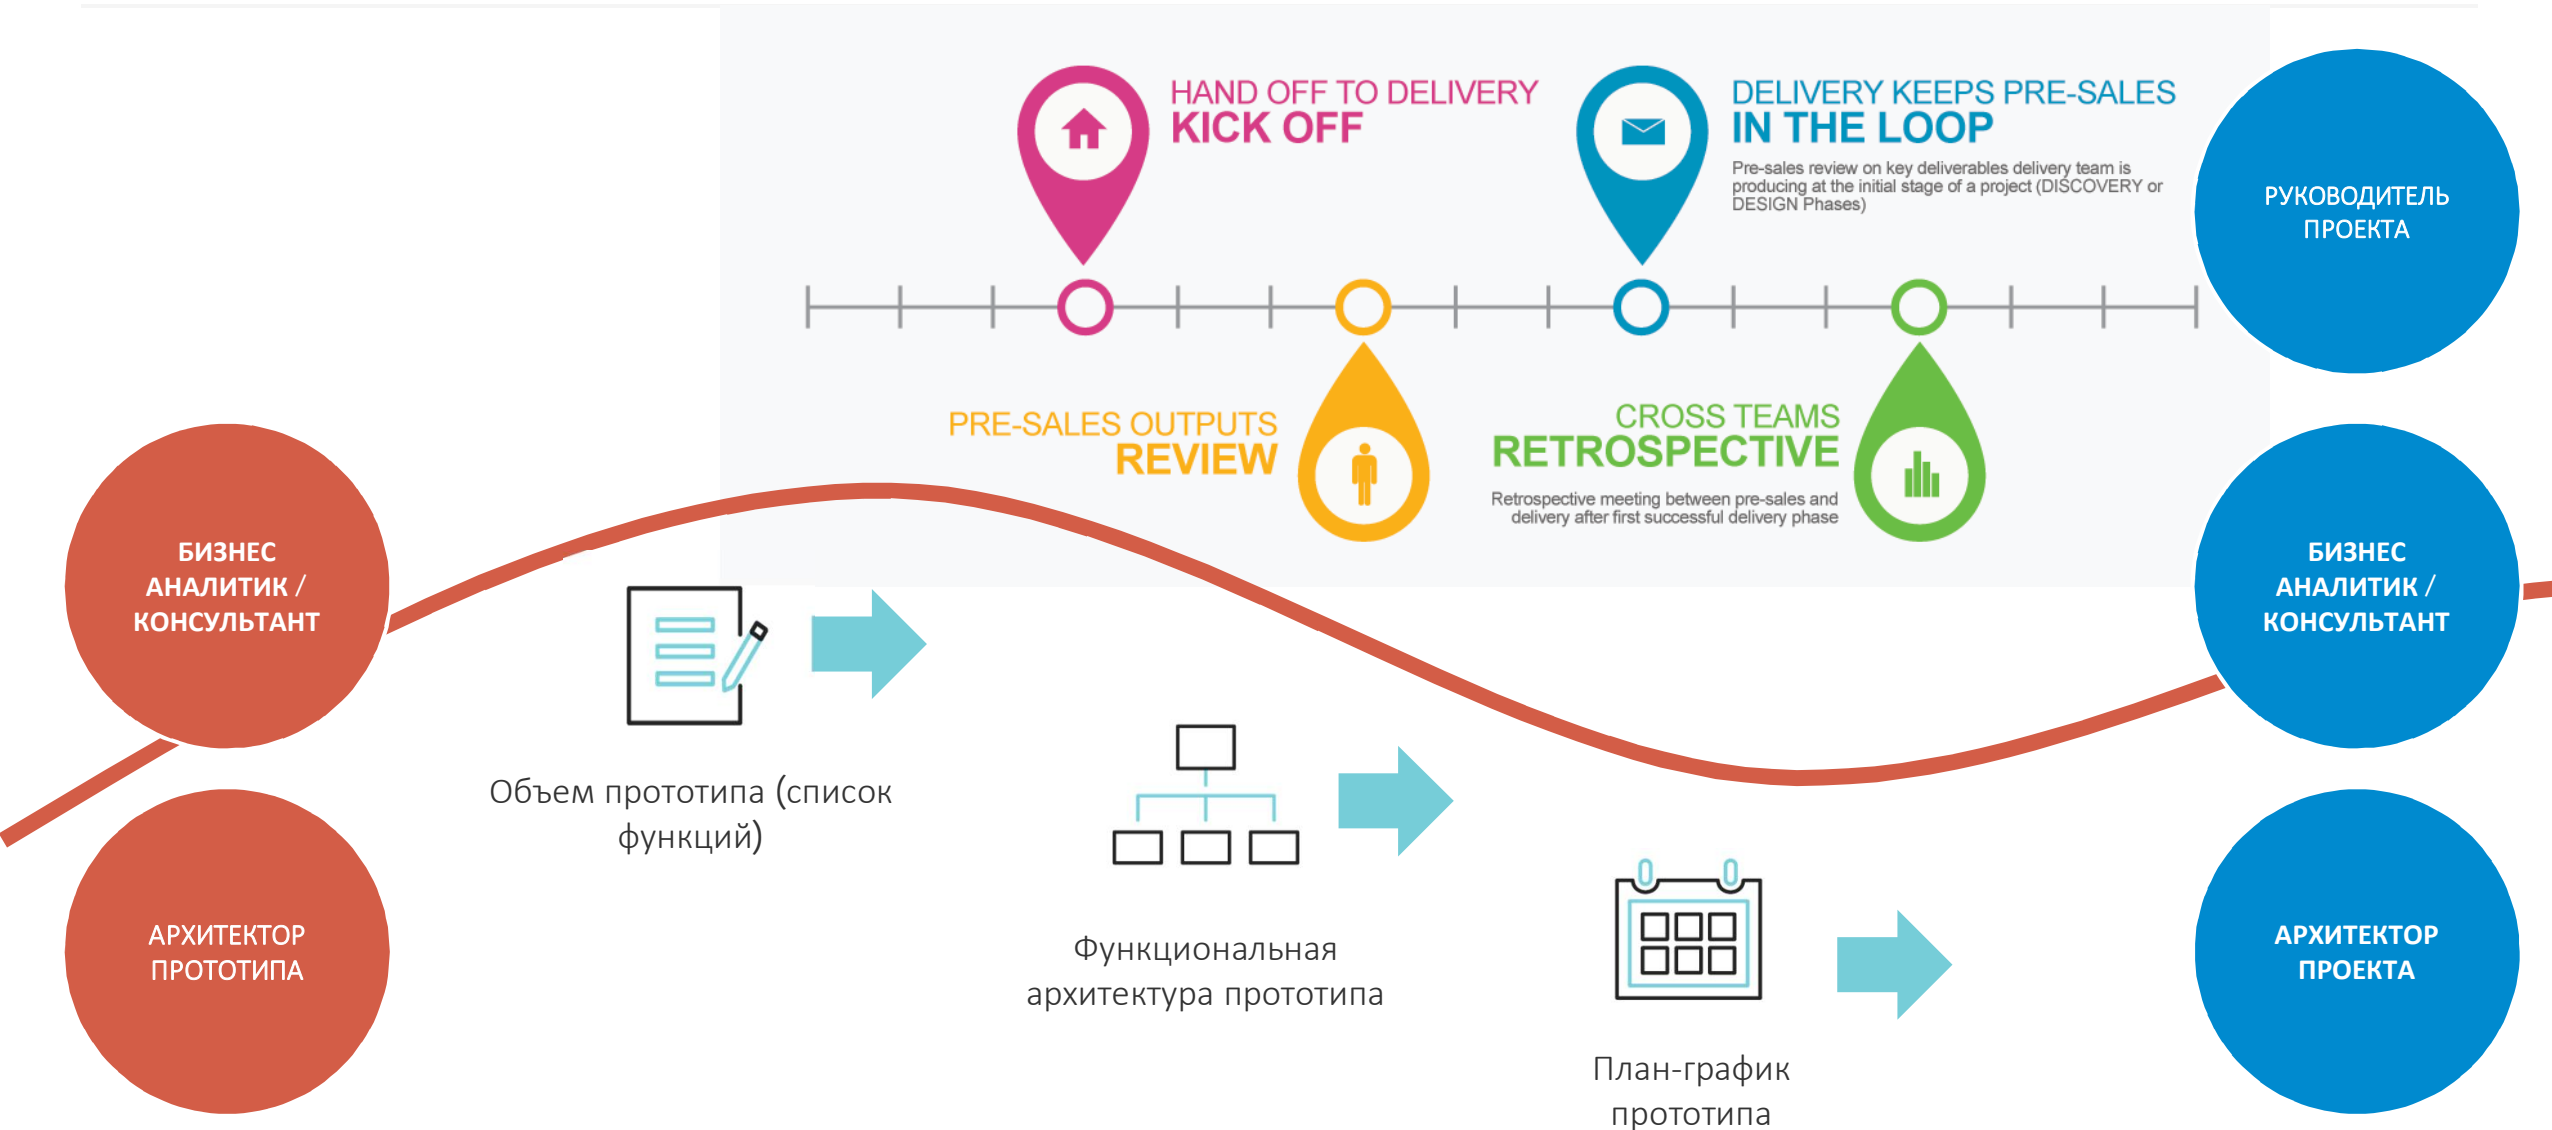 HAND OFF TO DELIVERY
KICK OFF
DELIVERY KEEPS PRE-SALES
IN THE LOOP
Pre-sales review on key deliverables delivery team is
producing at the initial stage of a project (DISCOVERY or
DESIGN Phases)
РУКОВОДИТЕЛЬ
ПРОЕКТА
PRE-SALES OUTPUTS
REVIEW
CROSS TEAMS
RETROSPECTIVE
Retrospective meeting between pre-sales and
delivery after first successful delivery phase
БИЗНЕС
АНАЛИТИК /
КОНСУЛЬТАНТ
БИЗНЕС
АНАЛИТИК /
КОНСУЛЬТАНТ
Объем прототипа (список
функций)
АРХИТЕКТОР
ПРОТОТИПА
Функциональная
архитектура прототипа
План-график
прототипа
АРХИТЕКТОР
ПРОЕКТА